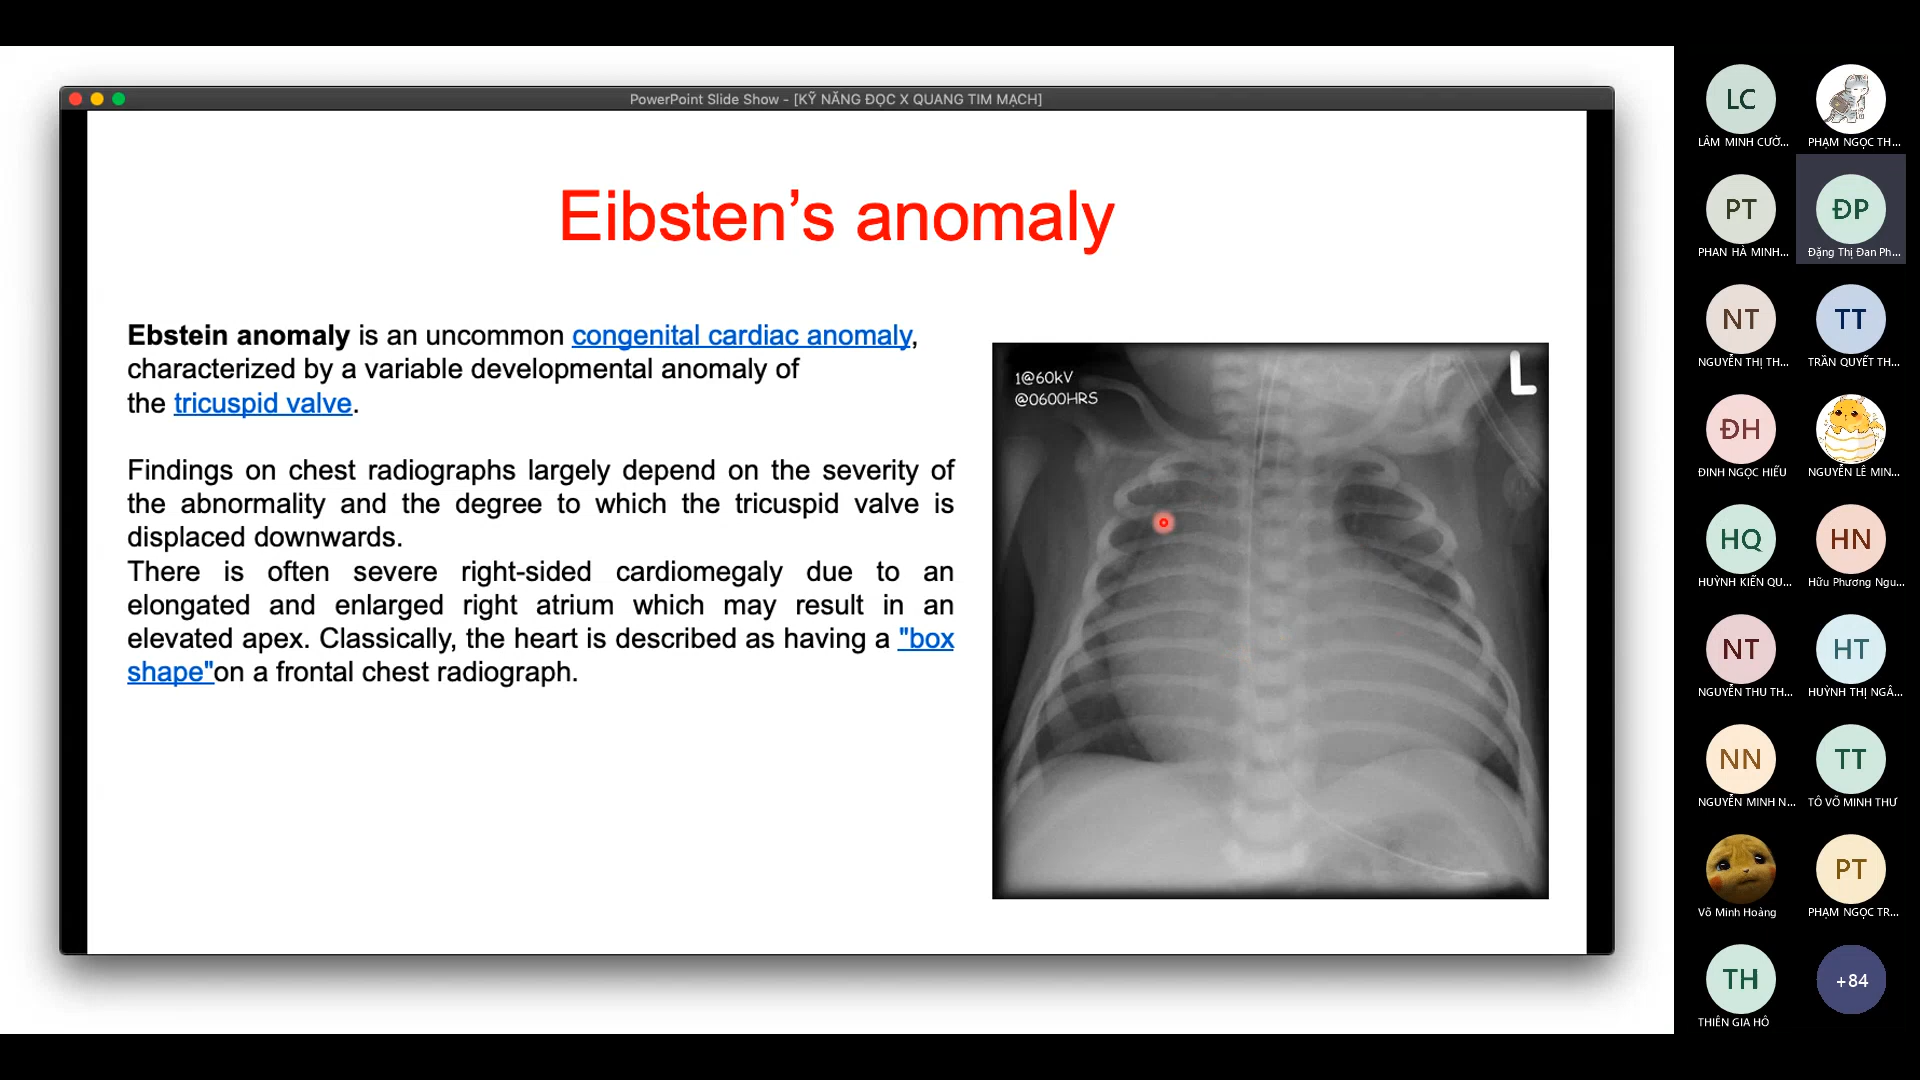 PowerPoint Slide Show - [KỸ NĂNG ĐỌC X QUANG TIM MẠCH]
Eibsten’s anomaly
Ebstein anomaly is an uncommon congenital cardiac anomaly,
characterized by a variable developmental anomaly of
the tricuspid valve.
Findings on chest radiographs largely depend on the severity of
the abnormality and the degree to which the tricuspid valve is
displaced downwards.
There is often severe right-sided cardiomegaly due to an
elongated and enlarged right atrium which may result in an
elevated apex. Classically, the heart is described as having a "box
shape"on a frontal chest radiograph.
1@60kV
@0600HRS
L
LC
LÂM MINH CƯỜ...
PHẠM NGỌC TH...
PT
PHAN HÀ MINH...
ĐP
Đặng Thị Đan Ph...
NT
NGUYỄN THỊ TH...
TT
TRẦN QUYẾT TH...
ĐH
ĐINH NGỌC HIẾU
NGUYỄN LÊ MIN...
HQ
HUỲNH KIẾN QU...
HN
Hữu Phương Ngu...
NT
NGUYỄN THU TH...
HT
HUỲNH THỊ NGÂ...
NN
NGUYỄN MINH N...
TT
TÔ VÕ MINH THƯ
Võ Minh Hoàng
PT
PHẠM NGỌC TR...
TH
THIÊN GIA HỒ
+84